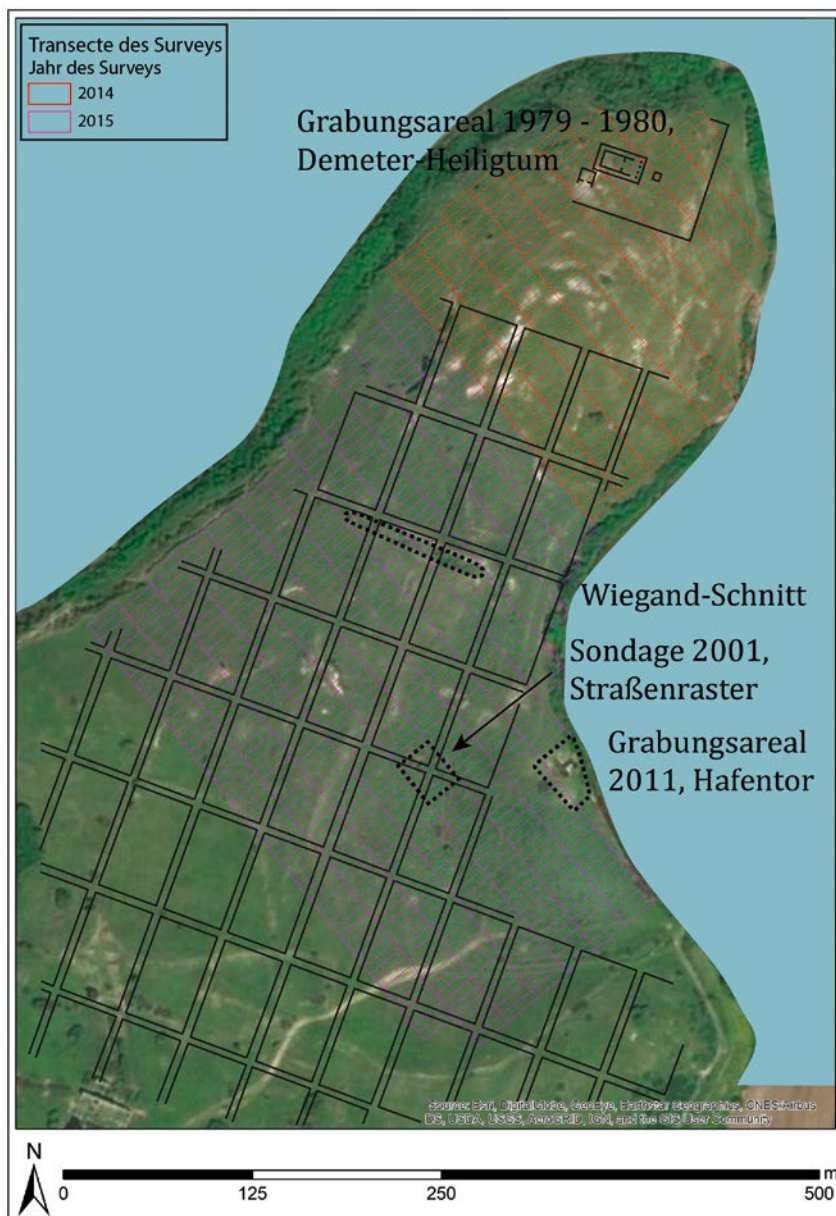 Transecte des Surveys
Jahr des Surveys
2014
2015
Grabungsareal 1979 - 1980,
Demeter-Heiligtum
Wiegand-Schnitt
Sondage 2001,
Straßenraster
Grabungsareal
2011, Hafentor
Source: Esri, DigitalGlobe, GeoEye, Earthstar Geographics, CNES/Airbus
DS, USDA, USGS, AeroGRID, IGN, and the GIS User Community
N
0 125 250 500 m